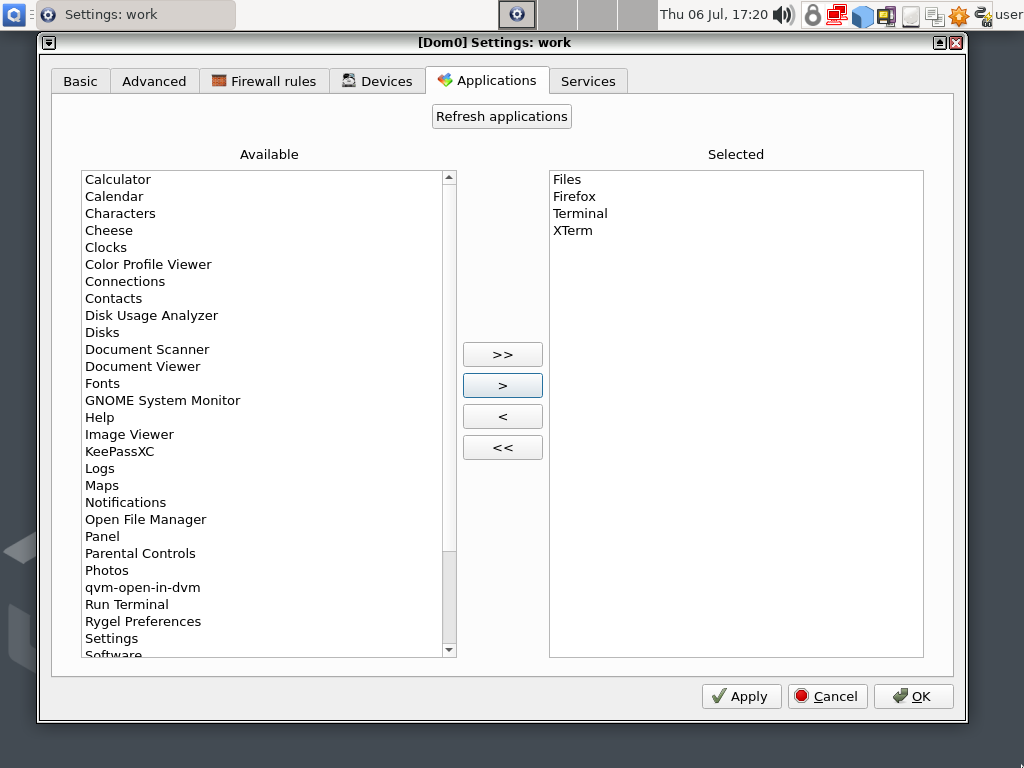 Settings: work
Thu 06 Jul, 17:20
user
[Dom0] Settings: work
Basic
Advanced
Firewall rules
Devices
Applications
Services
Refresh applications
Available
Selected
Calculator
Calendar
Characters
Cheese
Clocks
Color Profile Viewer
Connections
Contacts
Disk Usage Analyzer
Disks
Document Scanner
Document Viewer
Fonts
GNOME System Monitor
Help
Image Viewer
KeePassXC
Logs
Maps
Notifications
Open File Manager
Panel
Parental Controls
Photos
qvm-open-in-dvm
Run Terminal
Rygel Preferences
Settings
Software
>>
>
<
<<
Files
Firefox
Terminal
XTerm
Apply
Cancel
OK